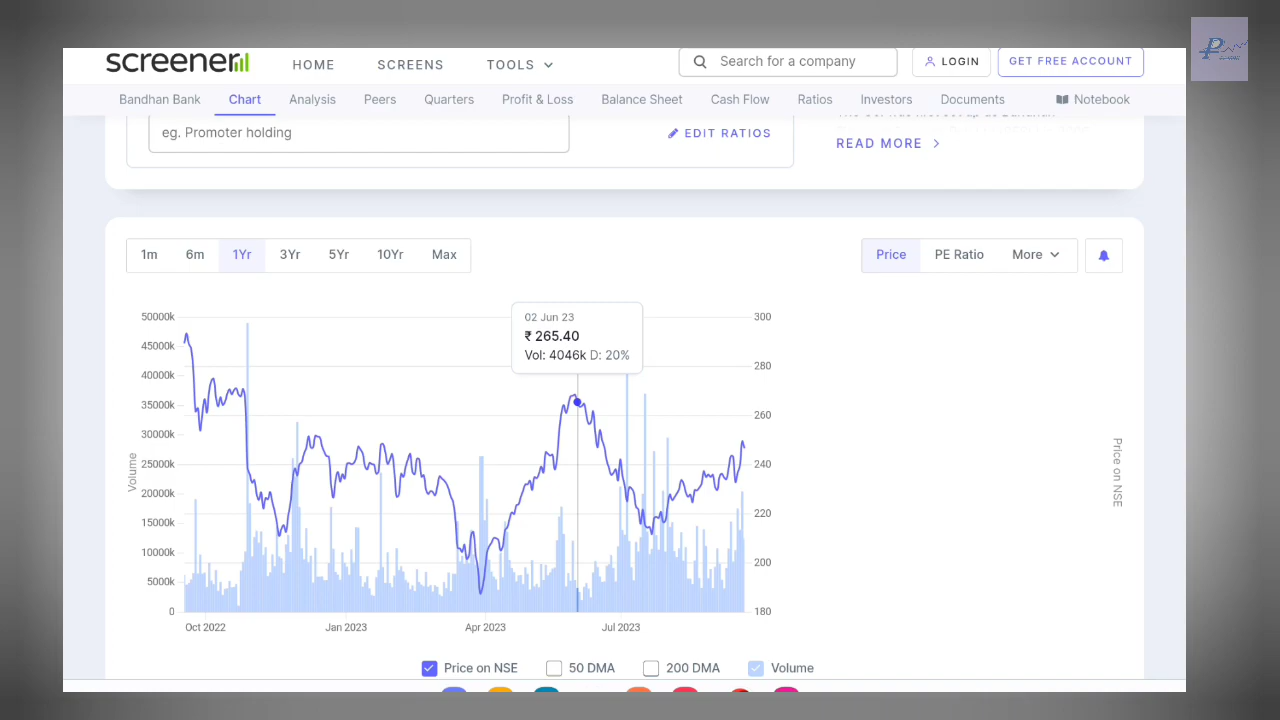 screener
HOME SCREENS TOOLS
Search for a company
LOGIN
GET FREE ACCOUNT
Bandhan Bank Chart Analysis Peers Quarters Profit & Loss Balance Sheet Cash Flow Ratios Investors Documents Notebook
eg. Promoter holding
EDIT RATIOS
READ MORE
1m 6m 1Yr 3Yr 5Yr 10Yr Max
Price PE Ratio More
02 Jun 23
₹ 265.40
Vol: 4046k D: 20%
50000k
45000k
40000k
35000k
30000k
25000k
20000k
15000k
10000k
5000k
0
Volume
300
280
260
240
220
200
180
Price on NSE
Oct 2022 Jan 2023 Apr 2023 Jul 2023
Price on NSE 50 DMA 200 DMA Volume